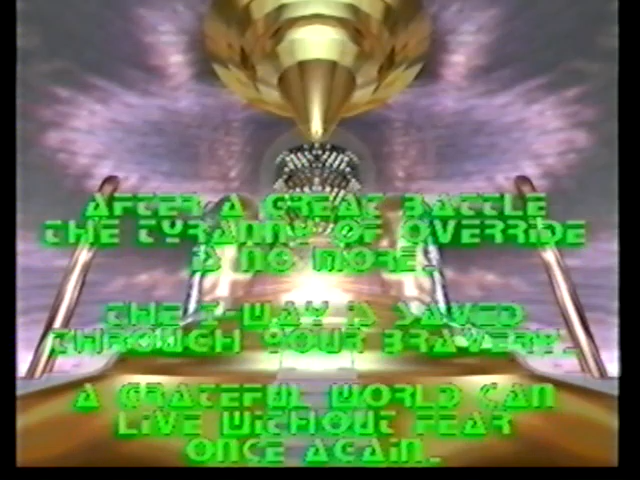 AFTER A GREAT BATTLE
THE TYRANNY OF OVERRIDE
IS NO MORE.
THE I-WAY IS SAVED
THROUGH YOUR BRAVERY.
A GRATEFUL WORLD CAN
LIVE WITHOUT FEAR
ONCE AGAIN.